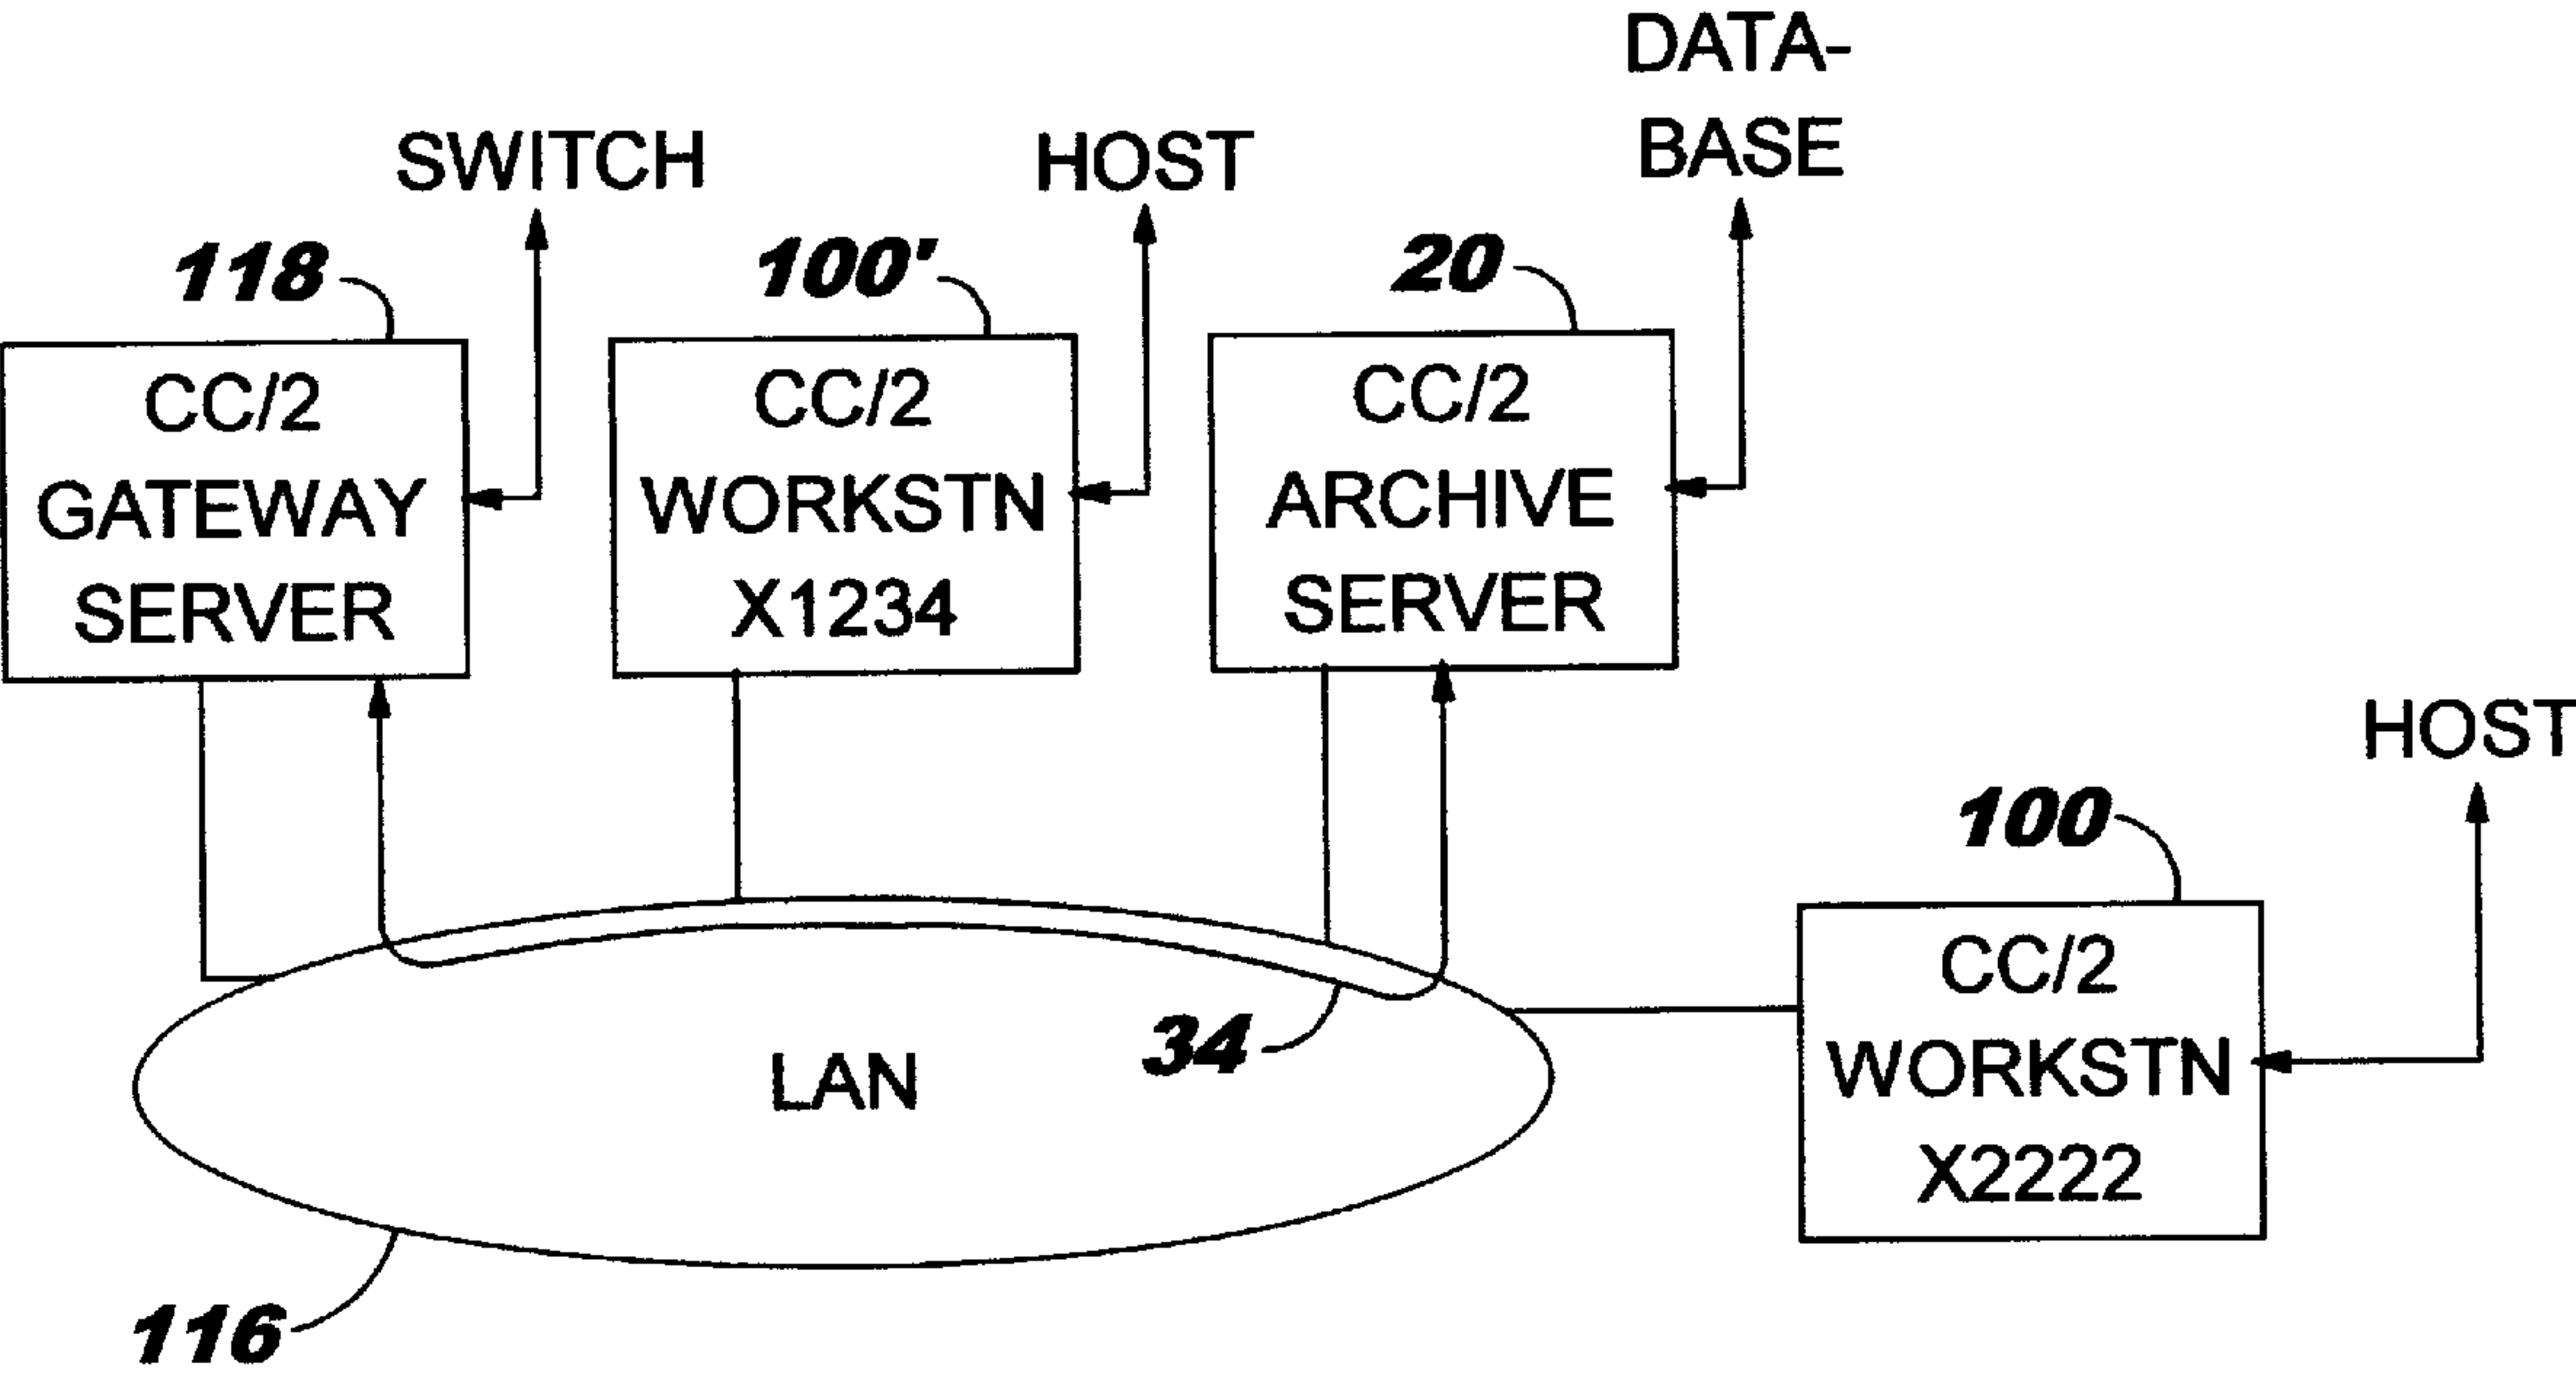 DATA-
BASE
SWITCH
HOST
118
100'
20
CC/2
GATEWAY
SERVER
CC/2
WORKSTN
X1234
CC/2
ARCHIVE
SERVER
HOST
100
CC/2
WORKSTN
X2222
34
LAN
116